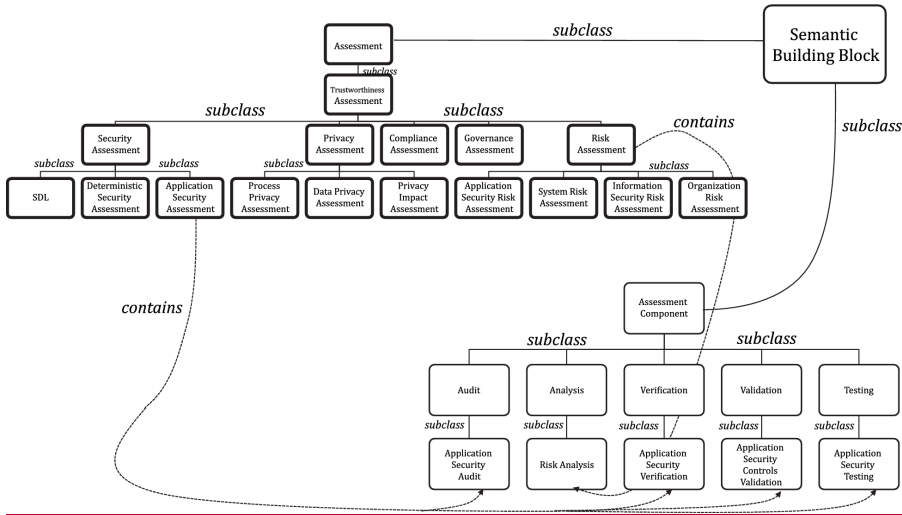 subclass
Semantic
Building Block
Assessment
subclass
Trustworthiness
Assessment
subclass
subclass
contains
subclass
Security
Assessment
Privacy
Assessment
Compliance
Assessment
Governance
Assessment
Risk
Assessment
subclass
subclass
subclass
subclass
SDL
Deterministic
Security
Assessment
Application
Security
Assessment
Process
Privacy
Assessment
Data Privacy
Assessment
Privacy
Impact
Assessment
Application
Security Risk
Assessment
System Risk
Assessment
Information
Security Risk
Assessment
Organization
Risk
Assessment
contains
Assessment
Component
subclass
subclass
Audit
Analysis
Verification
Validation
Testing
subclass
subclass
subclass
subclass
subclass
Application
Security
Audit
Risk Analysis
Application
Security
Verification
Application
Security
Controls
Validation
Application
Security
Testing